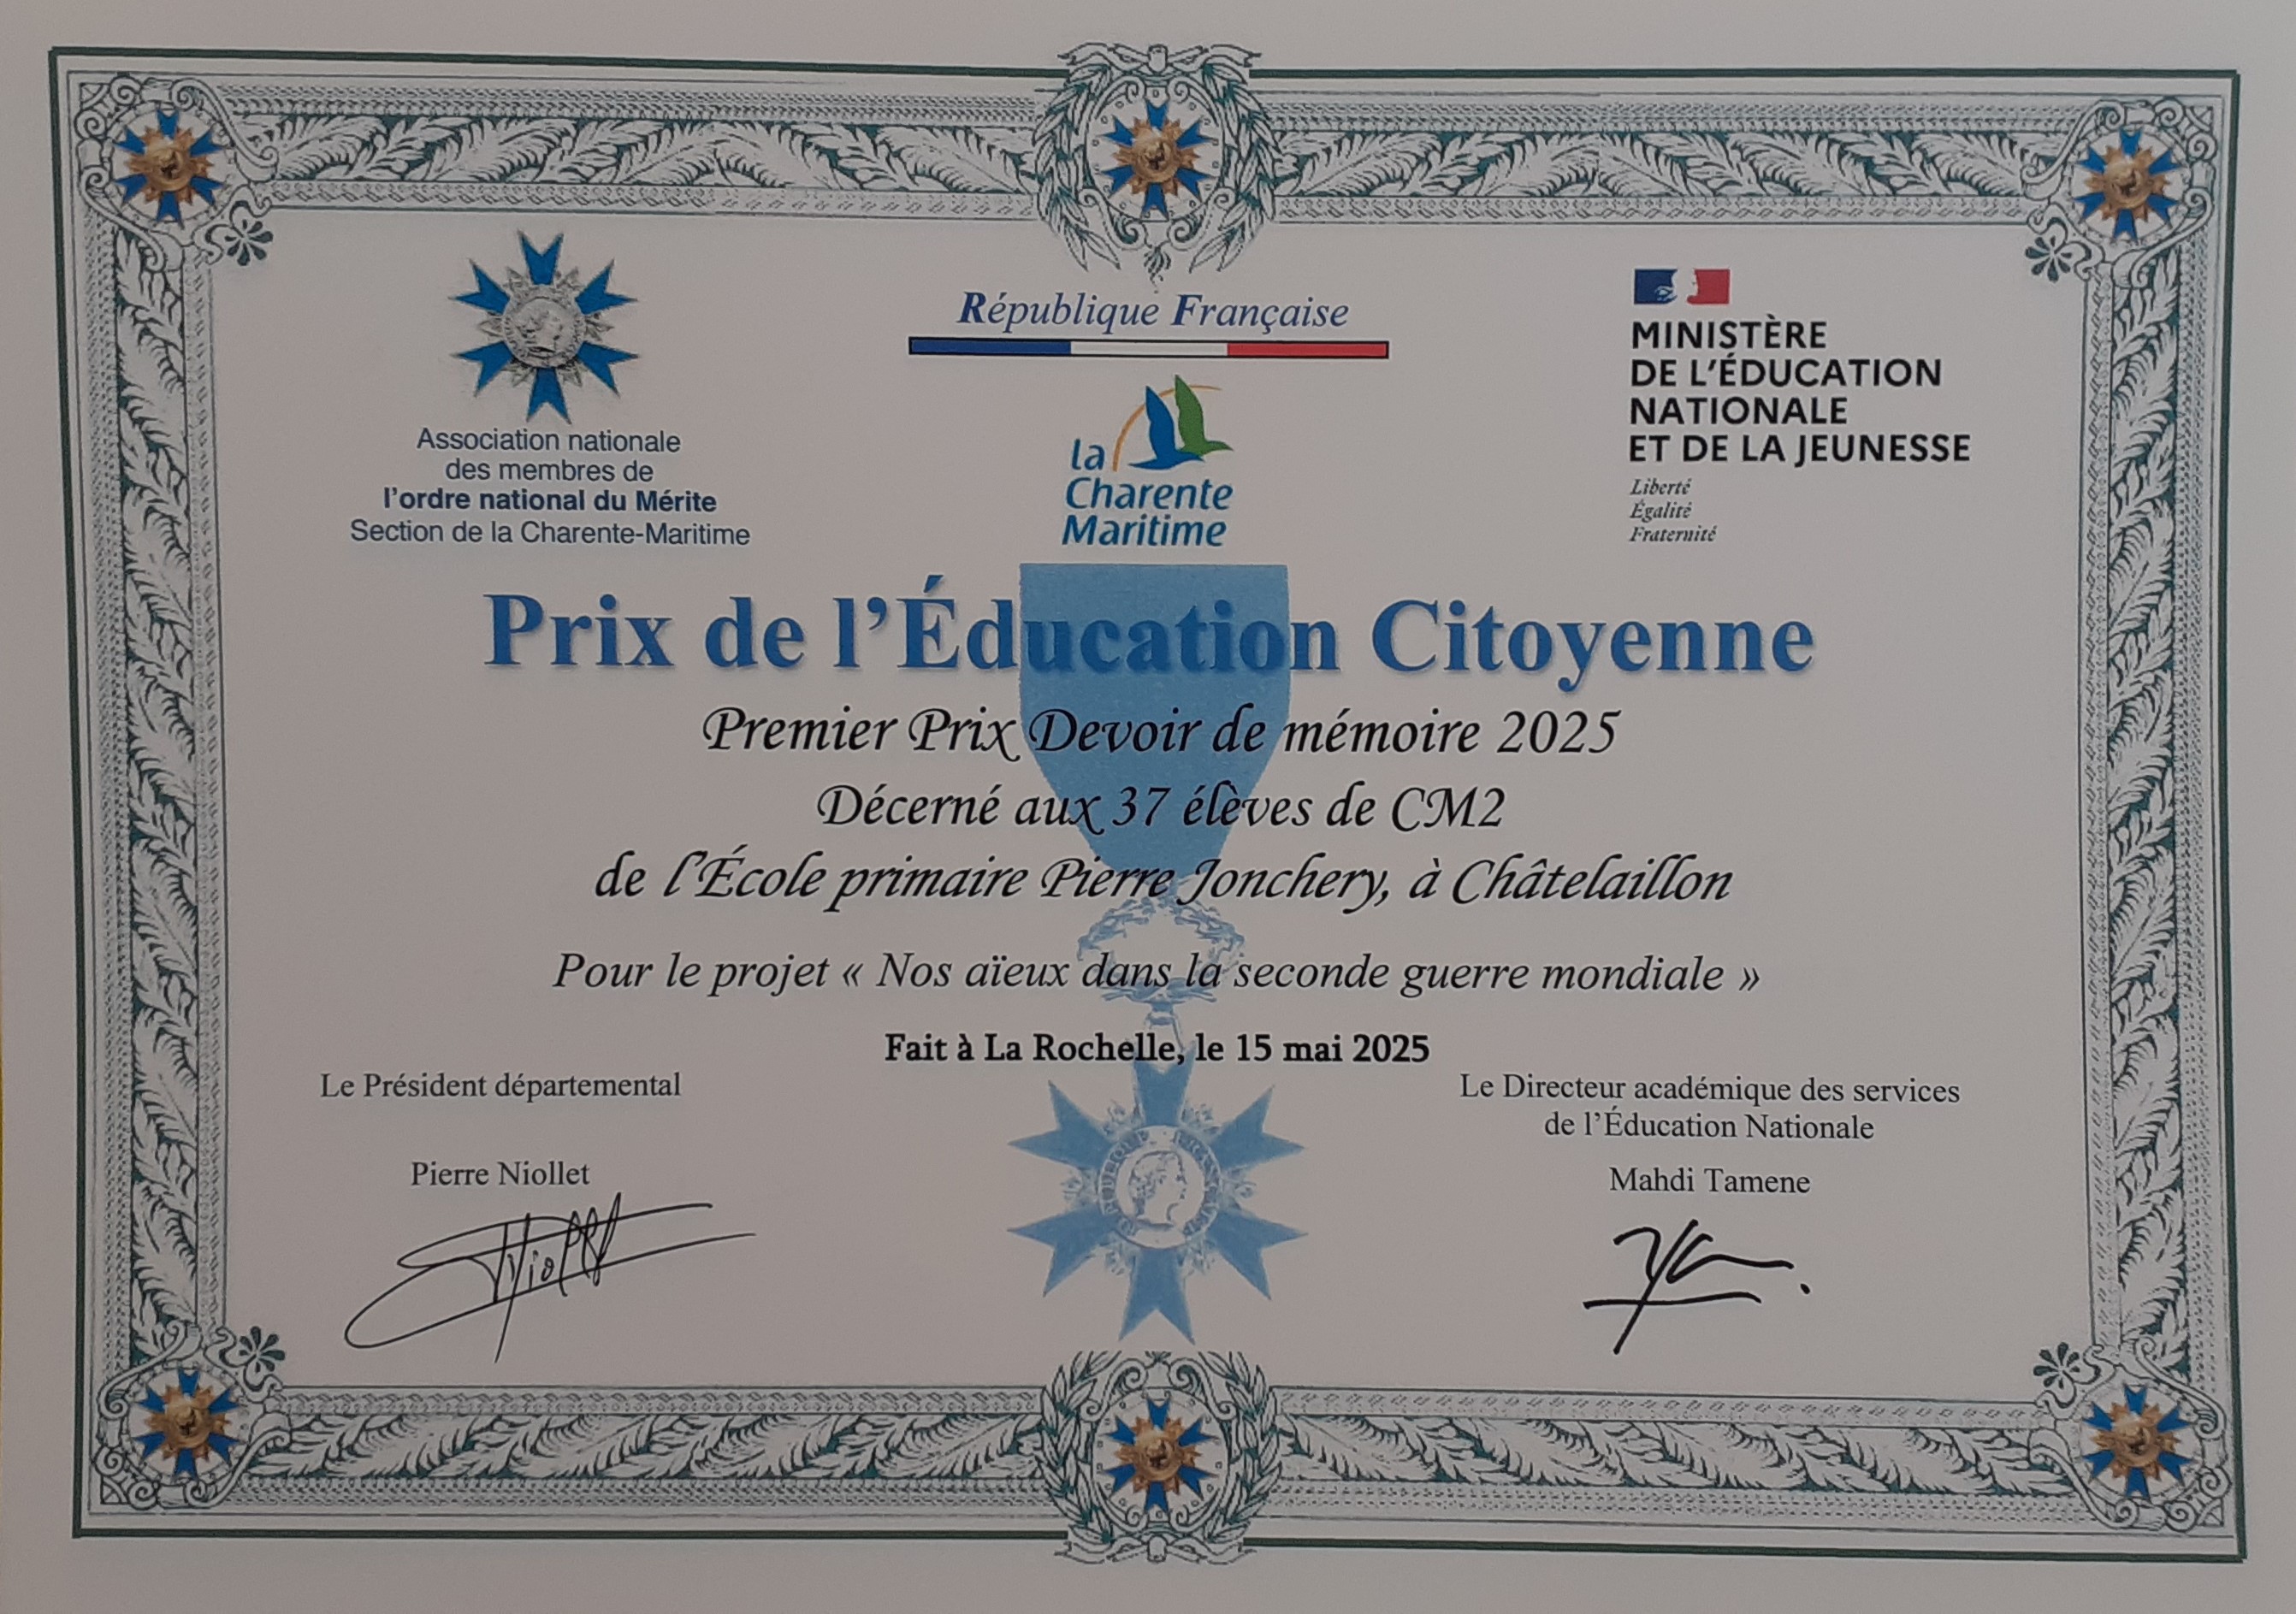 République Française
Association nationale
des membres de
l'ordre national du Mérite
Section de la Charente-Maritime
la
Charente
Maritime
MINISTÈRE
DE L'ÉDUCATION
NATIONALE
ET DE LA JEUNESSE
Liberté
Égalité
Fraternité
Prix de l'Éducation Citoyenne
Premier Prix Devoir de mémoire 2025
Décerné aux 37 élèves de CM2
de l'École primaire Pierre Jonchery, à Châtelaillon
Pour le projet « Nos aïeux dans la seconde guerre mondiale »
Fait à La Rochelle, le 15 mai 2025
Le Président départemental
Pierre Niollet
Le Directeur académique des services
de l'Éducation Nationale
Mahdi Tamene